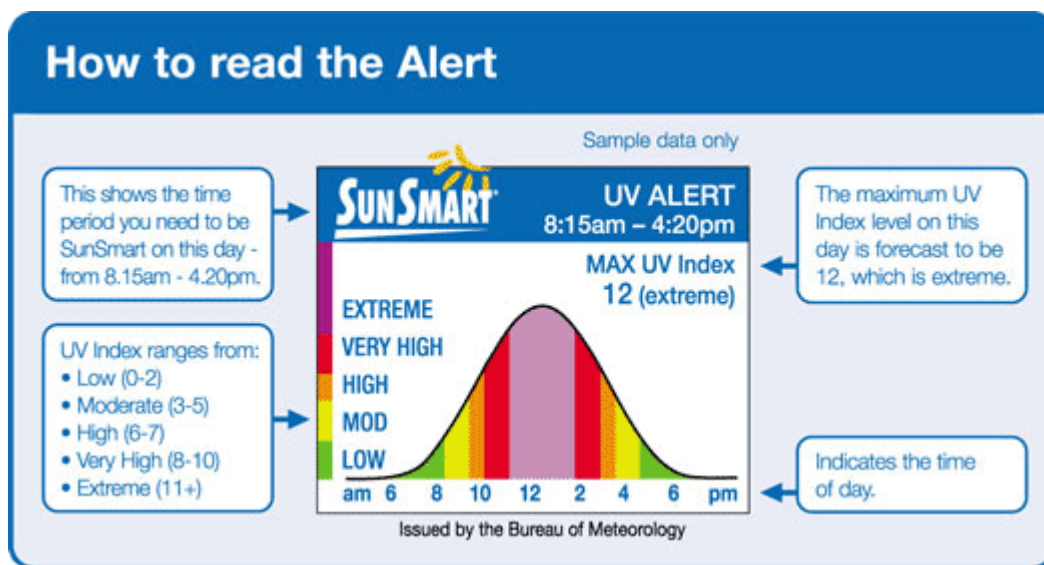 How to read the Alert
Sample data only
This shows the time
period you need to be
SunSmart on this day -
from 8.15am - 4.20pm.
UV Index ranges from:
• Low (0-2)
• Moderate (3-5)
• High (6-7)
• Very High (8-10)
• Extreme (11+)
SUNSMART
UV ALERT
8:15am – 4:20pm
MAX UV Index
12 (extreme)
EXTREME
VERY HIGH
HIGH
MOD
LOW
am 6 8 10 12 2 4 6 pm
Issued by the Bureau of Meteorology
The maximum UV
Index level on this
day is forecast to be
12, which is extreme.
Indicates the time
of day.